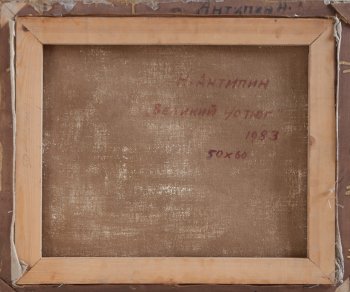 Антипин Н.
Н. Антипин
„Великий Устюг“
1983
50х60